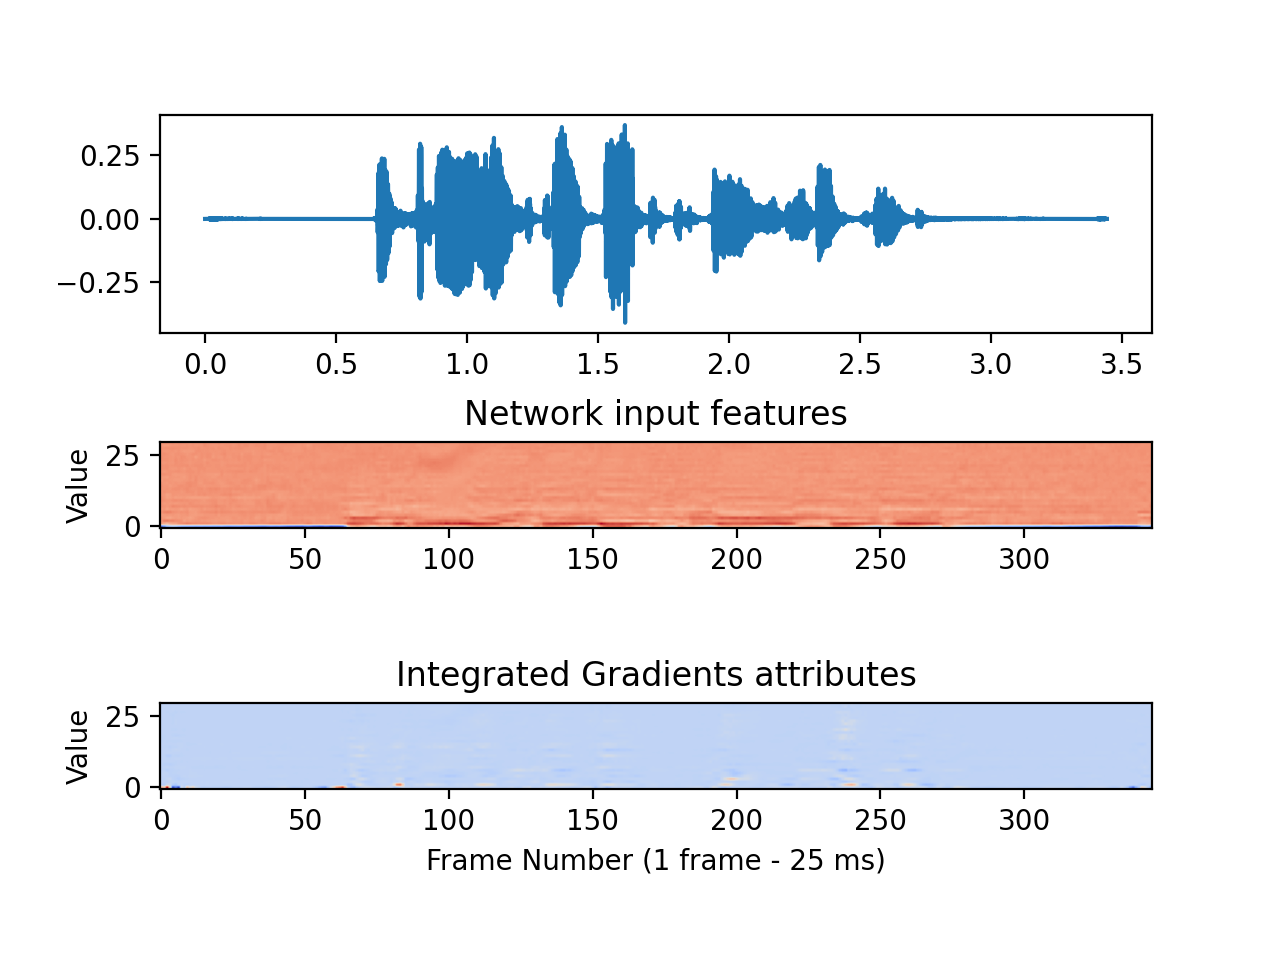 0.25
0.00
−0.25
0.0 0.5 1.0 1.5 2.0 2.5 3.0 3.5
Network input features
Value
25
0
0 50 100 150 200 250 300
Integrated Gradients attributes
Value
25
0
0 50 100 150 200 250 300
Frame Number (1 frame - 25 ms)